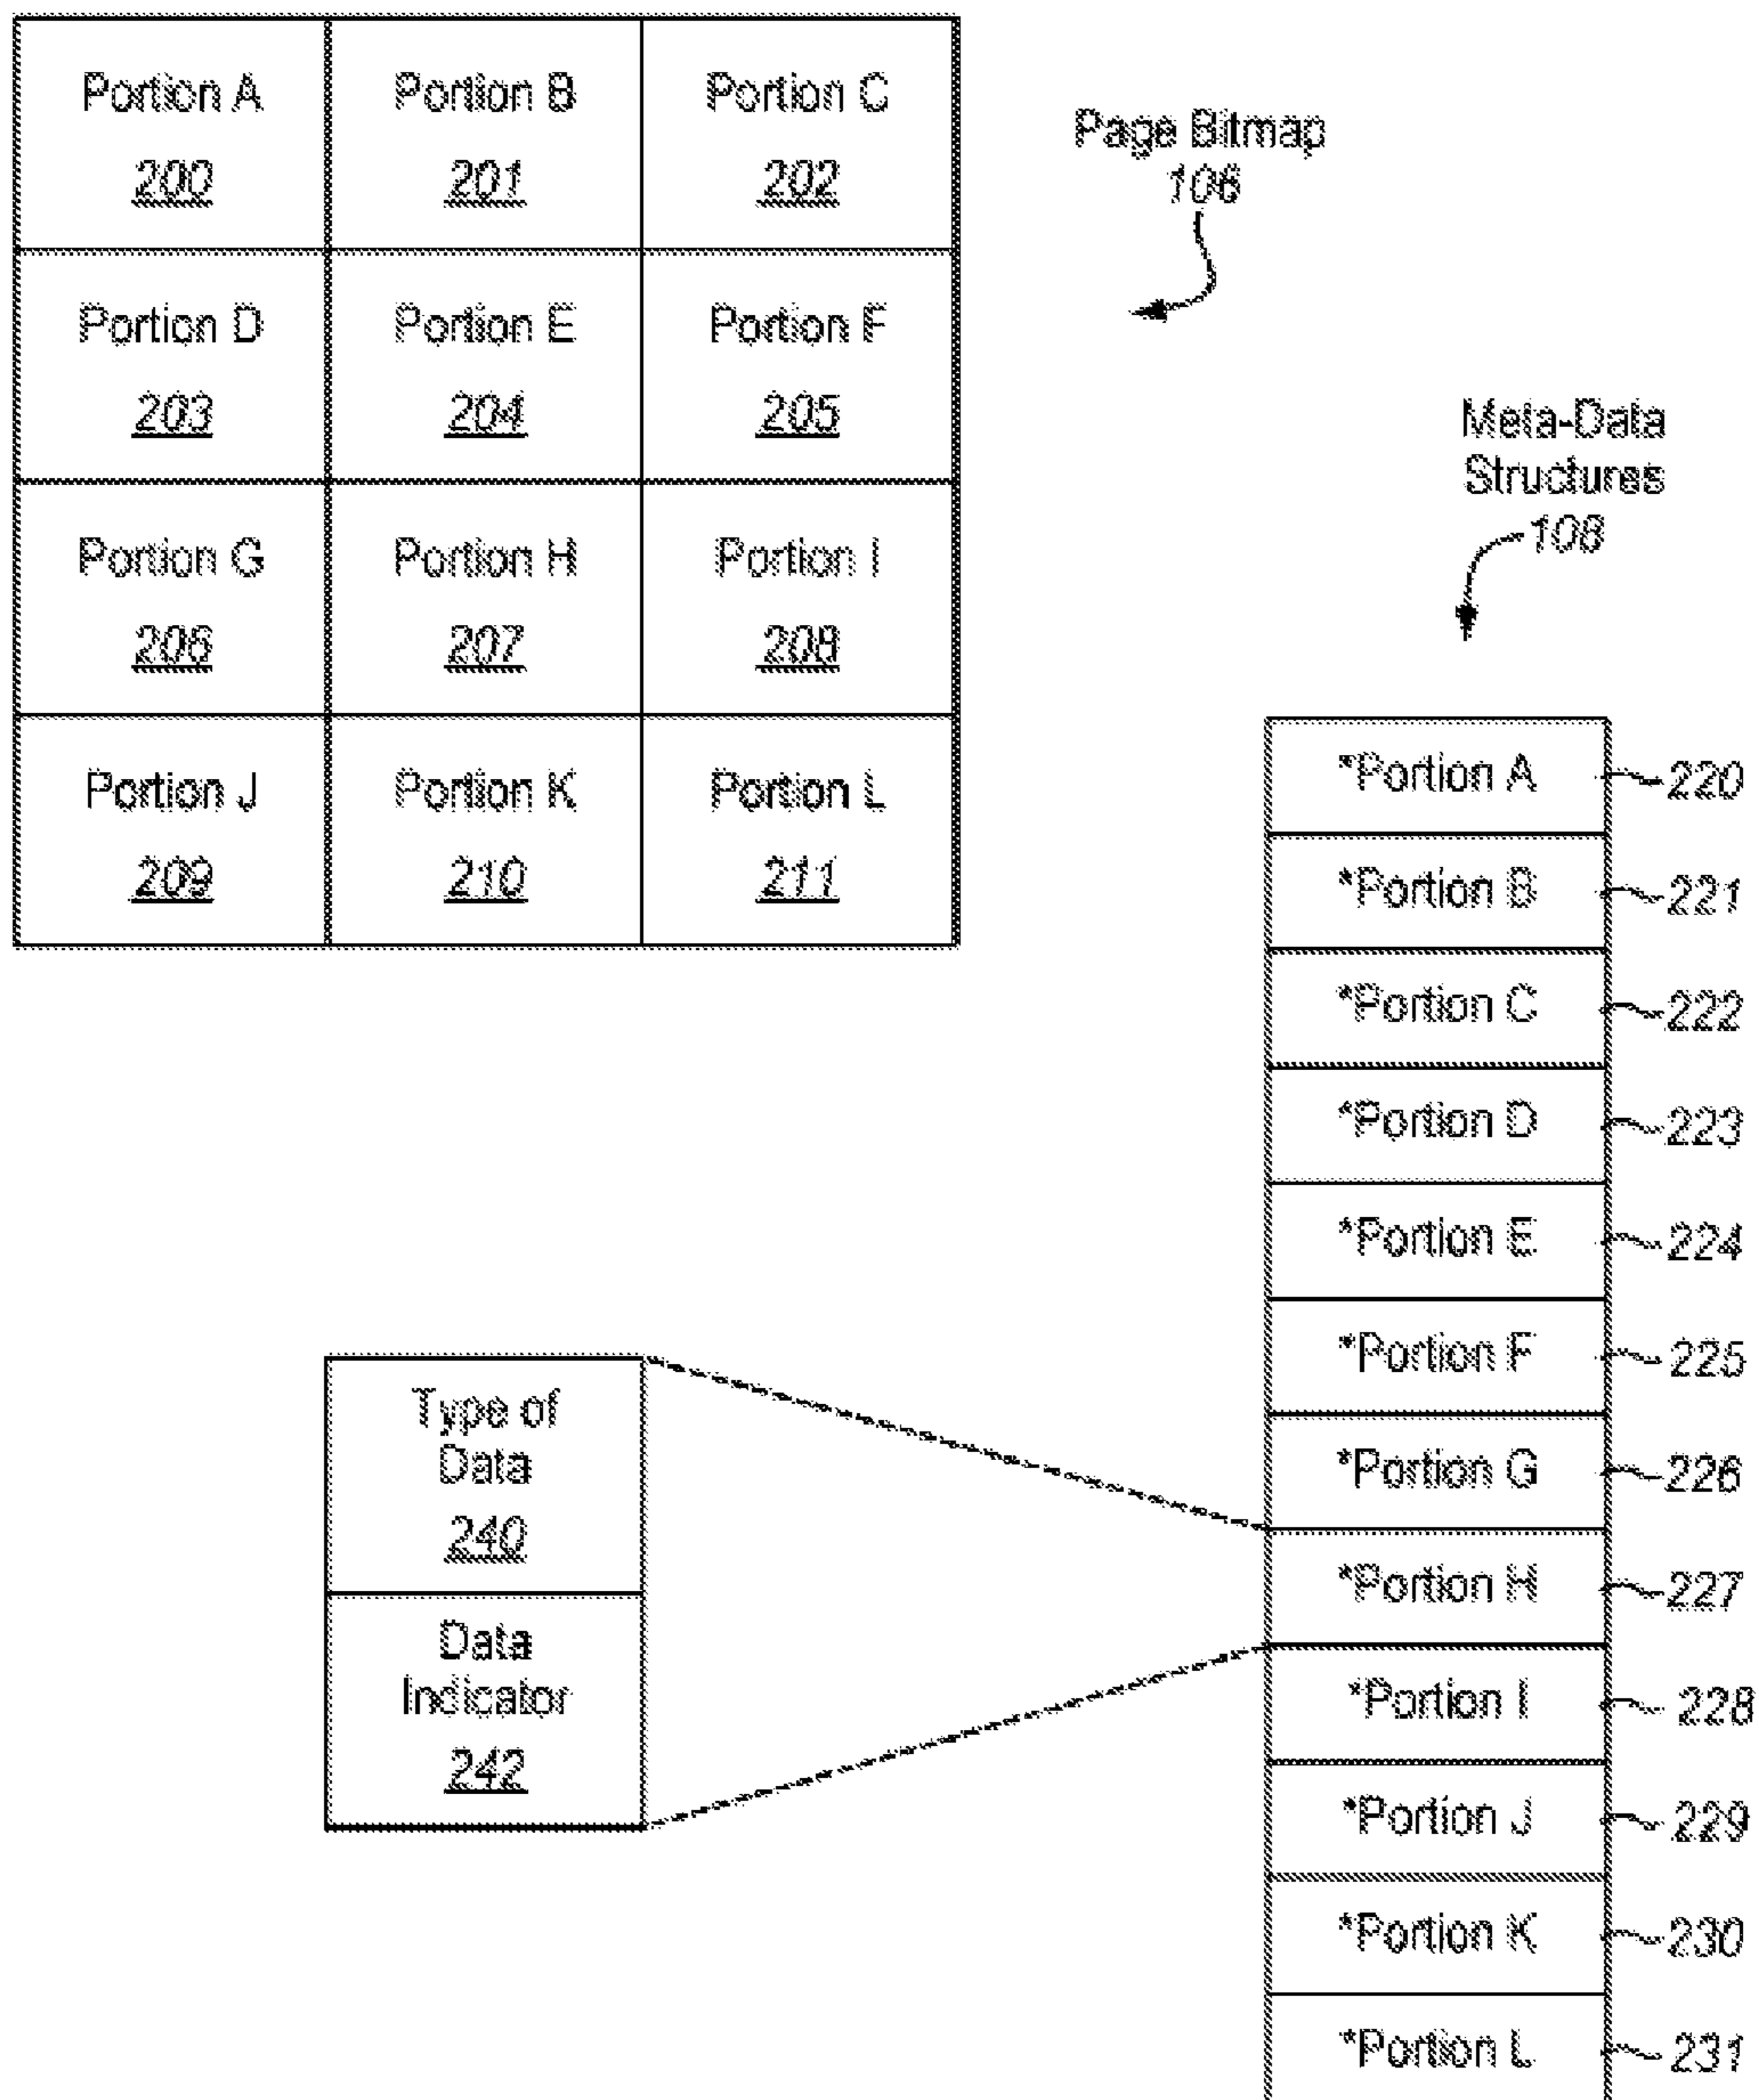 Portion A
200
Portion B
201
Portion C
202
Portion D
203
Portion E
204
Portion F
205
Portion G
206
Portion H
207
Portion I
208
Portion J
209
Portion K
210
Portion L
211
Page Bitmap
106
Meta-Data
Structures
108
*Portion A 220
*Portion B 221
*Portion C 222
*Portion D 223
*Portion E 224
*Portion F 225
*Portion G 226
*Portion H 227
*Portion I 228
*Portion J 229
*Portion K 230
*Portion L 231
Type of
Data
240
Data
Indicator
242